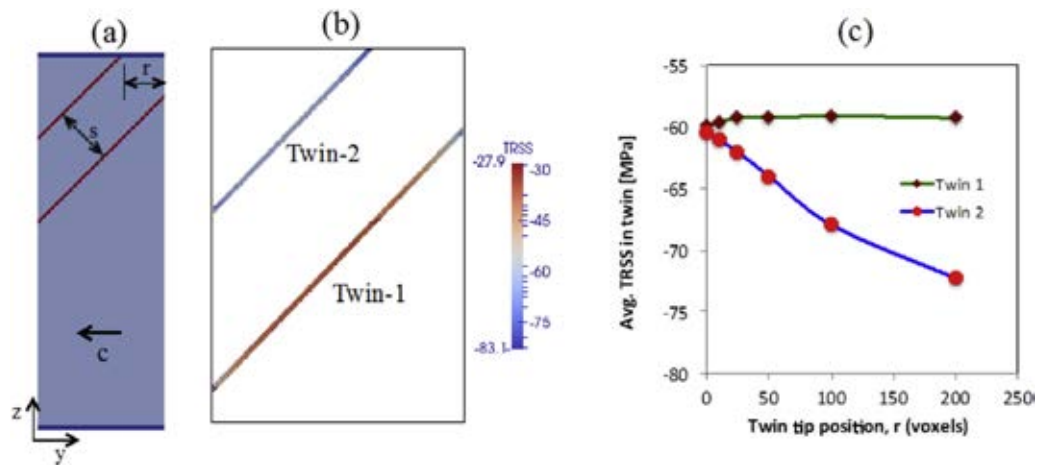 (a)
r
s
c
z
y
(b)
Twin-2
Twin-1
TRSS
-27.9
-30
-45
-60
-75
-83.1
(c)
Avg. TRSS in twin [MPa]
-55
-60
-65
-70
-75
-80
Twin 1
Twin 2
0 50 100 150 200 250
Twin tip position, r (voxels)